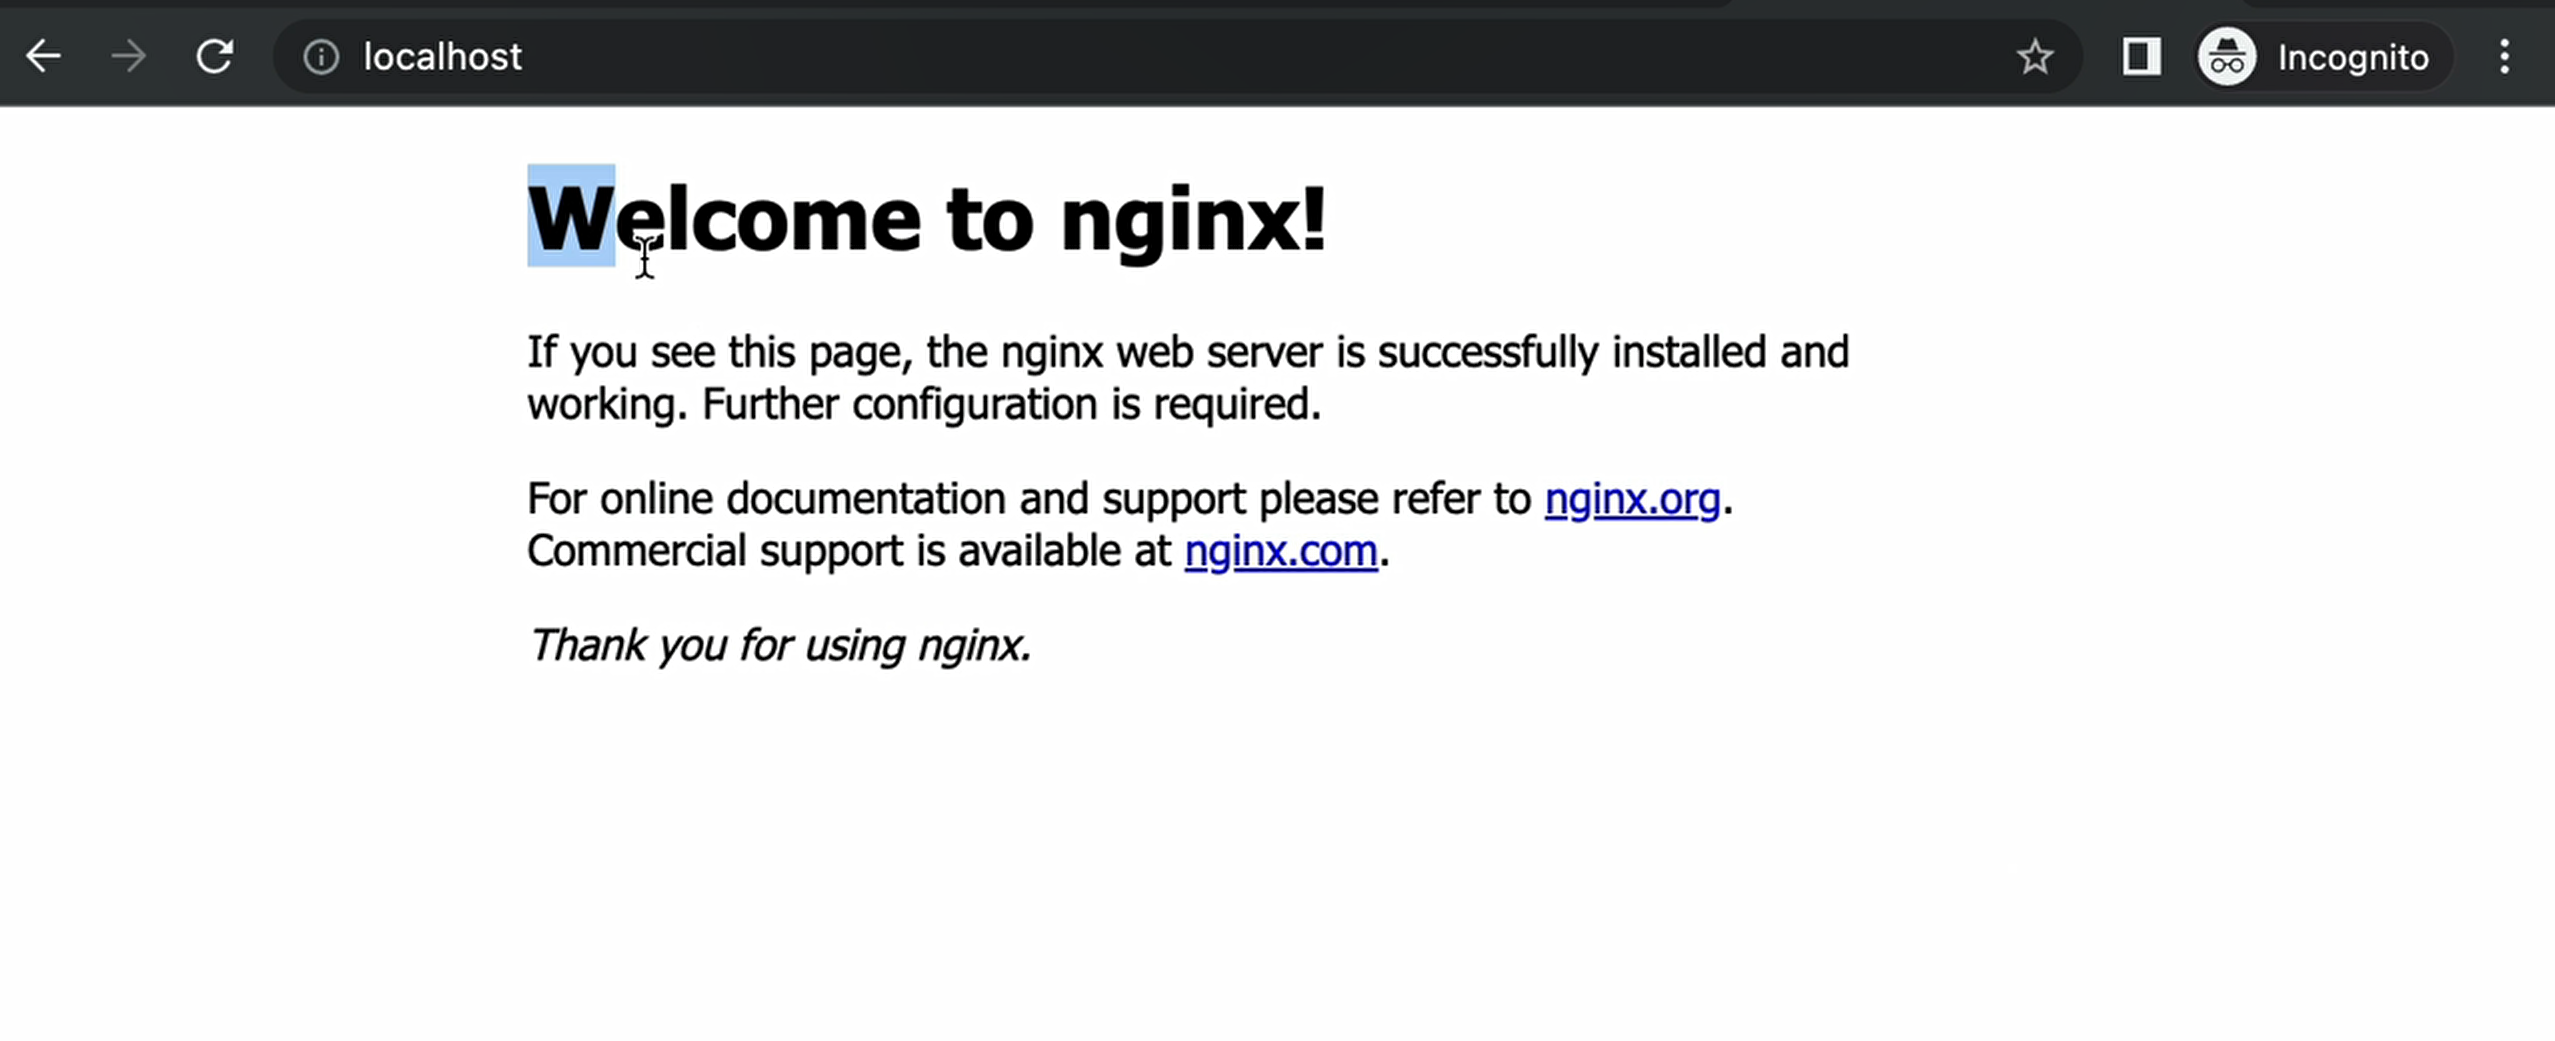 localhost
Incognito
Welcome to nginx!
If you see this page, the nginx web server is successfully installed and
working. Further configuration is required.
For online documentation and support please refer to nginx.org.
Commercial support is available at nginx.com.
Thank you for using nginx.